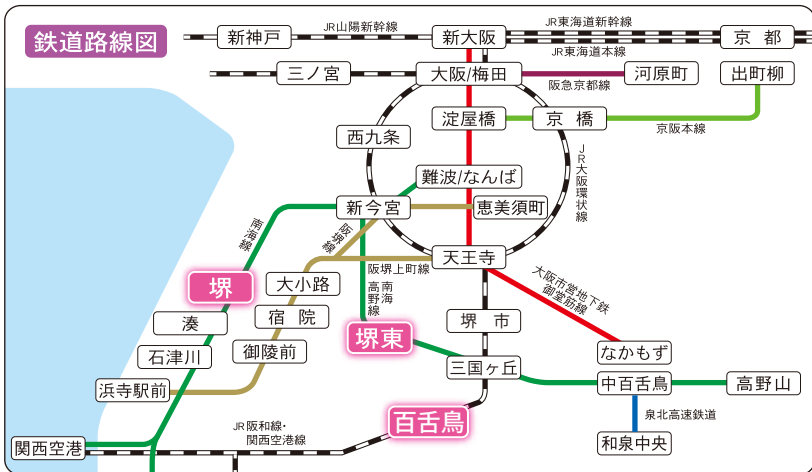 鉄道路線図
JR山陽新幹線
JR東海道新幹線
新神戸
新大阪
京都
JR東海道本線
三ノ宮
大阪/梅田
河原町
出町柳
阪急京都線
淀屋橋
京橋
京阪本線
西九条
JR大阪環状線
難波/なんば
新今宮
恵美須町
南海線
阪堺線
天王寺
阪堺上町線
大阪市営地下鉄
御堂筋線
堺
大小路
南海
高野線
宿院
湊
堺市
堺東
御陵前
石津川
なかもず
三国ヶ丘
浜寺駅前
中百舌鳥
高野山
百舌鳥
泉北高速鉄道
JR阪和線・
関西空港線
関西空港
和泉中央